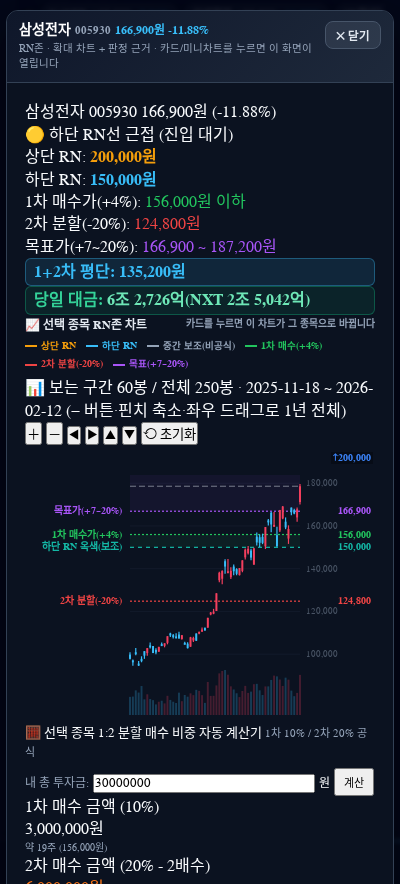 삼성전자 005930 166,900원 -11.88%
RN존 · 확대 차트 + 판정 근거 · 카드/미니차트를 누르면 이 화면이
열립니다
✕ 닫기
삼성전자 005930 166,900원 (-11.88%)
🟡 하단 RN선 근접 (진입 대기)
상단 RN: 200,000원
하단 RN: 150,000원
1차 매수가(+4%): 156,000원 이하
2차 분할(-20%): 124,800원
목표가(+7~20%): 166,900 ~ 187,200원
1+2차 평단: 135,200원
당일 대금: 6조 2,726억(NXT 2조 5,042억)
📈 선택 종목 RN존 차트
카드를 누르면 이 차트가 그 종목으로 바뀝니다
상단 RN 하단 RN 중간 보조(비공식) 1차 매수(+4%)
2차 분할(-20%) 목표(+7~20%)
📊 보는 구간 60봉 / 전체 250봉 · 2025-11-18 ~ 2026-
02-12 (– 버튼·핀치 축소·좌우 드래그로 1년 전체)
+ − ◀ ▶ ▲ ▼ ⟲ 초기화
↑200,000
180,000
목표가(+7~20%) 166,900
160,000
1차 매수가(+4%) 156,000
하단 RN 옥색(보조) 150,000
140,000
2차 분할(-20%) 124,800
120,000
100,000
🧮 선택 종목 1:2 분할 매수 비중 자동 계산기 1차 10% / 2차 20% 공
식
내 총 투자금: 30000000 원 계산
1차 매수 금액 (10%)
3,000,000원
약 19주 (156,000원)
2차 매수 금액 (20% - 2배수)